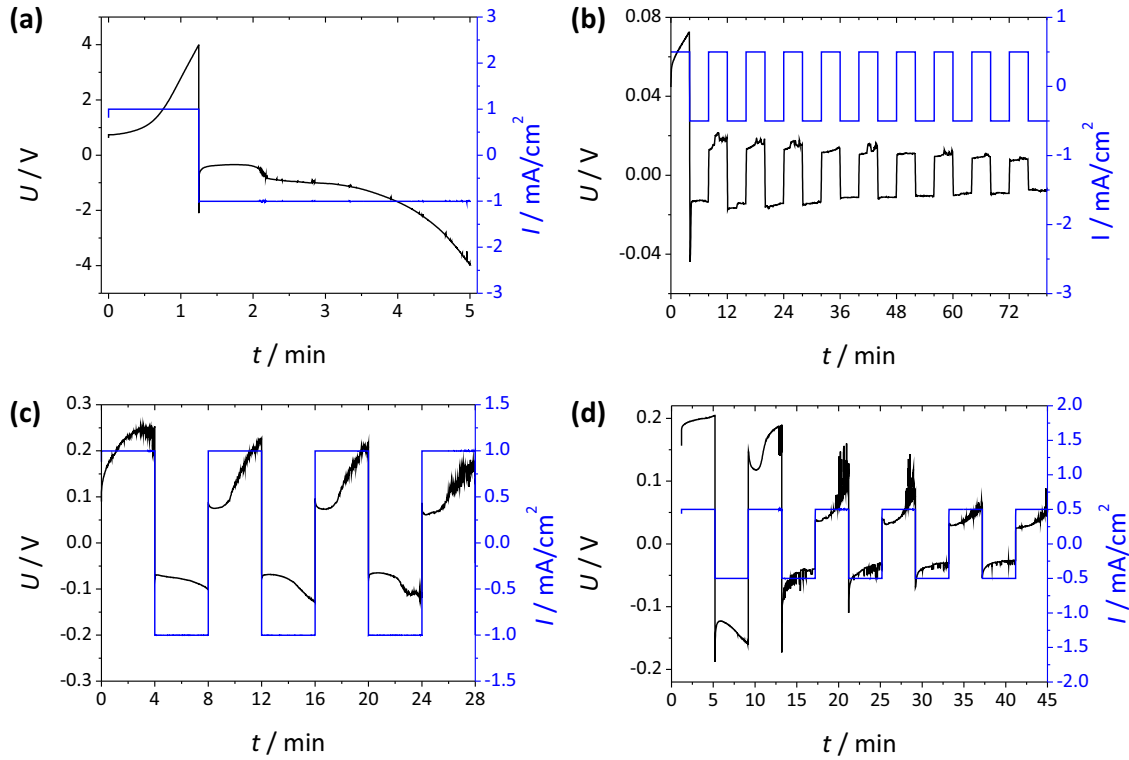 (a)
4
2
0
-2
-4
U / V
3
2
1
0
-1
-2
-3
I / mA/cm²
0 1 2 3 4 5
t / min
(b)
0.08
0.04
0.00
-0.04
U / V
1
0
-1
-2
-3
I / mA/cm²
0 12 24 36 48 60 72
t / min
(c)
0.3
0.2
0.1
0.0
-0.1
-0.2
-0.3
U / V
1.5
1.0
0.5
0.0
-0.5
-1.0
-1.5
I / mA/cm²
0 4 8 12 16 20 24 28
t / min
(d)
0.2
0.1
0.0
-0.1
-0.2
U / V
2.0
1.5
1.0
0.5
0.0
-0.5
-1.0
-1.5
-2.0
I / mA/cm²
0 5 10 15 20 25 30 35 40 45
t / min